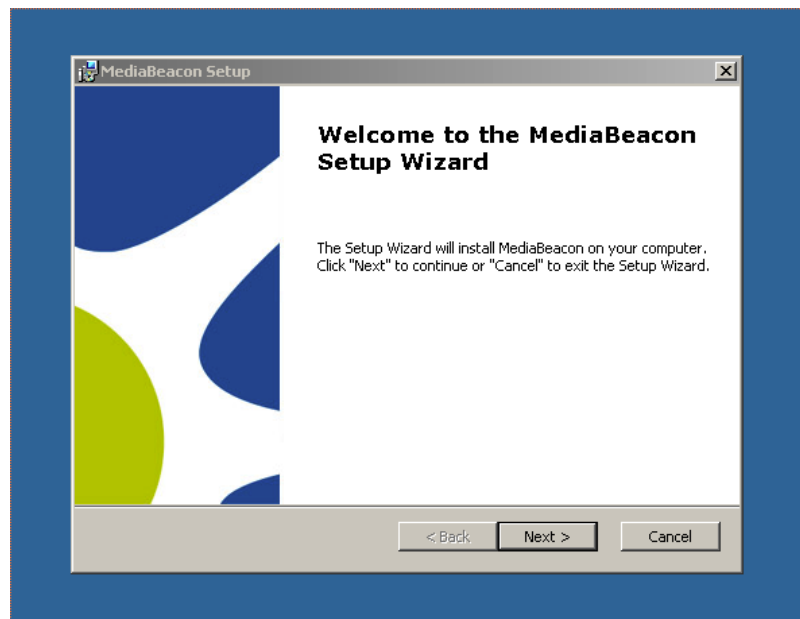 MediaBeacon Setup
Welcome to the MediaBeacon
Setup Wizard
The Setup Wizard will install MediaBeacon on your computer.
Click "Next" to continue or "Cancel" to exit the Setup Wizard.
< Back
Next >
Cancel